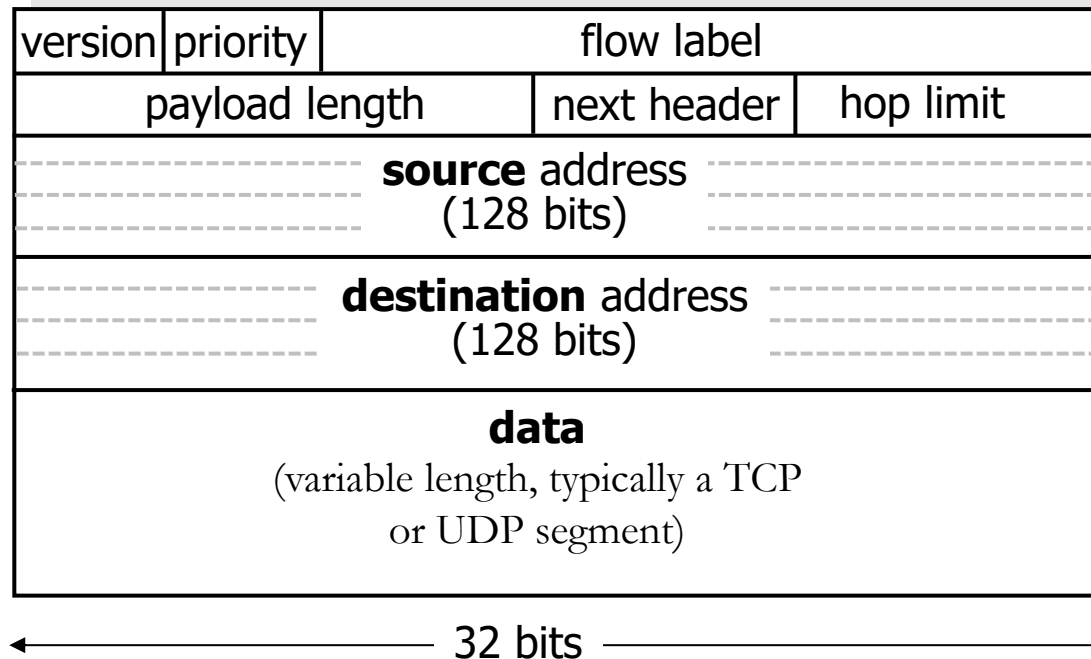 version priority flow label
payload length next header hop limit
source address
(128 bits)
destination address
(128 bits)
data
(variable length, typically a TCP
or UDP segment)
32 bits